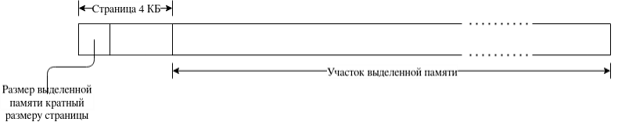 Страница 4 КБ
Участок выделенной памяти
Размер выделенной
памяти кратный
размеру страницы